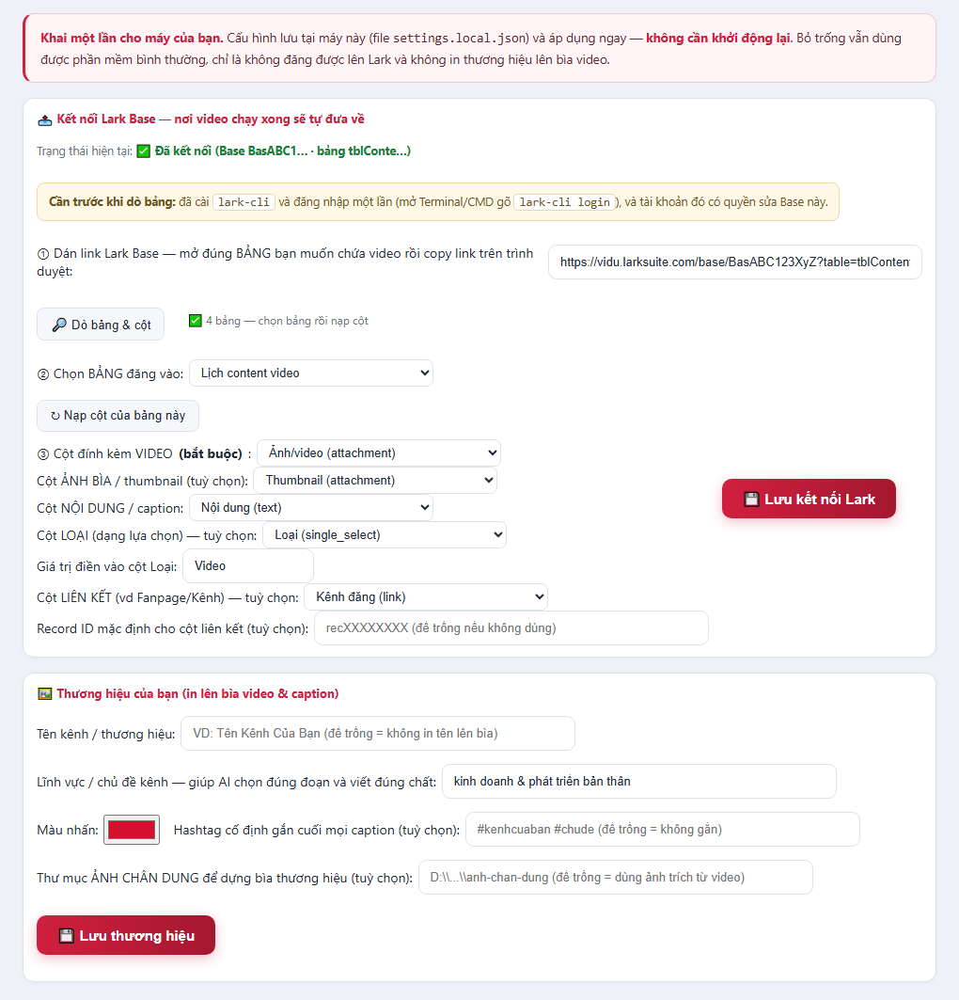 Khai một lần cho máy của bạn. Cấu hình lưu tại máy này (file settings.local.json) và áp dụng ngay — không cần khởi động lại. Bỏ trống vẫn dùng
được phần mềm bình thường, chỉ là không đăng được lên Lark và không in thương hiệu lên bìa video.
Kết nối Lark Base — nơi video chạy xong sẽ tự đưa về
Trạng thái hiện tại: ✅ Đã kết nối (Base BasABC1… · bảng tblConte…)
Cần trước khi dò bảng: đã cài lark-cli và đăng nhập một lần (mở Terminal/CMD gõ lark-cli login), và tài khoản đó có quyền sửa Base này.
① Dán link Lark Base — mở đúng BẢNG bạn muốn chứa video rồi copy link trên trình
duyệt:
https://vidu.larksuite.com/base/BasABC123XyZ?table=tblConten
🔎 Dò bảng & cột
✅ 4 bảng — chọn bảng rồi nạp cột
② Chọn BẢNG đăng vào: Lịch content video
↻ Nạp cột của bảng này
③ Cột đính kèm VIDEO (bắt buộc) : Ảnh/video (attachment)
Cột ẢNH BÌA / thumbnail (tuỳ chọn): Thumbnail (attachment)
Cột NỘI DUNG / caption: Nội dung (text)
Cột LOẠI (dạng lựa chọn) — tuỳ chọn: Loại (single_select)
Giá trị điền vào cột Loại: Video
Cột LIÊN KẾT (vd Fanpage/Kênh) — tuỳ chọn: Kênh đăng (link)
Record ID mặc định cho cột liên kết (tuỳ chọn): recXXXXXXXX (để trống nếu không dùng)
💾 Lưu kết nối Lark
Thương hiệu của bạn (in lên bìa video & caption)
Tên kênh / thương hiệu: VD: Tên Kênh Của Bạn (để trống = không in tên lên bìa)
Lĩnh vực / chủ đề kênh — giúp AI chọn đúng đoạn và viết đúng chất: kinh doanh & phát triển bản thân
Màu nhấn: Hashtag cố định gắn cuối mọi caption (tuỳ chọn): #kenhcuaban #chude (để trống = không gắn)
Thư mục ẢNH CHÂN DUNG để dựng bìa thương hiệu (tuỳ chọn): D:\\...\\anh-chan-dung (để trống = dùng ảnh trích từ video)
💾 Lưu thương hiệu